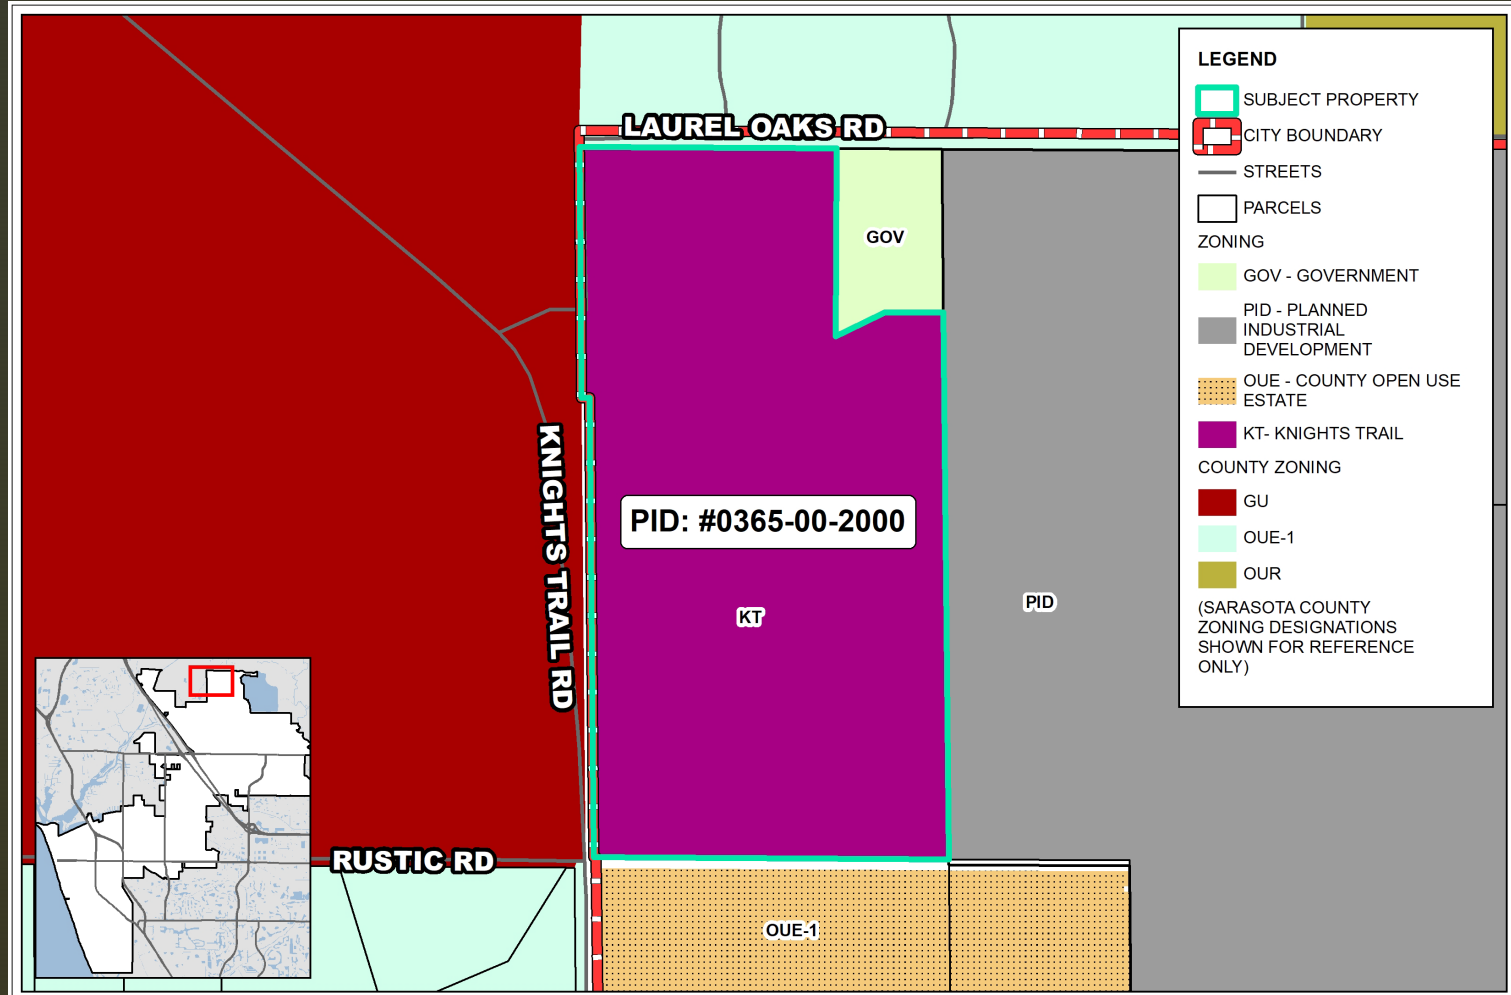 LAUREL OAKS RD
GOV
KNIGHTS TRAIL RD
PID: #0365-00-2000
KT
PID
RUSTIC RD
OUE-1
LEGEND
SUBJECT PROPERTY
CITY BOUNDARY
STREETS
PARCELS
ZONING
GOV - GOVERNMENT
PID - PLANNED
INDUSTRIAL
DEVELOPMENT
OUE - COUNTY OPEN USE
ESTATE
KT- KNIGHTS TRAIL
COUNTY ZONING
GU
OUE-1
OUR
(SARASOTA COUNTY
ZONING DESIGNATIONS
SHOWN FOR REFERENCE
ONLY)